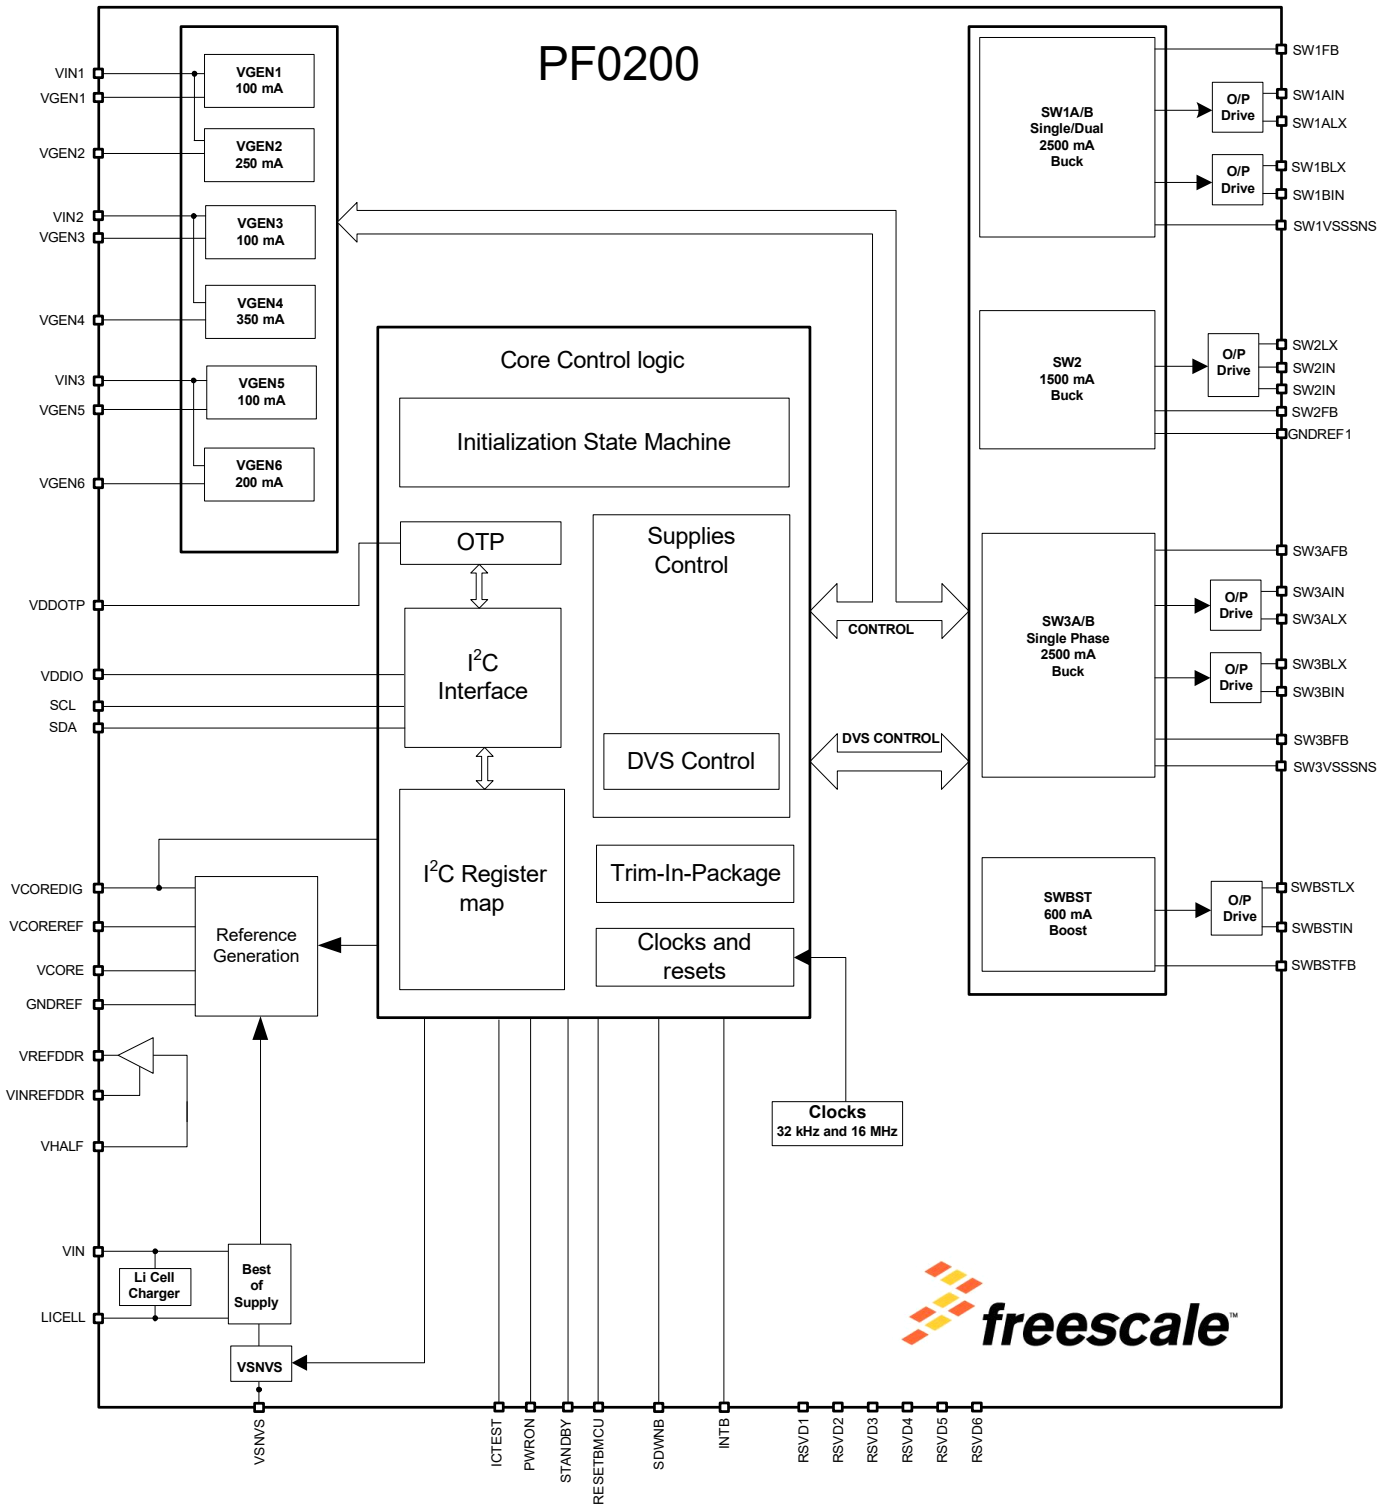 PF0200
VIN1
VGEN1
VGEN2
VIN2
VGEN3
VGEN4
VIN3
VGEN5
VGEN6
VDDOTP
VDDIO
SCL
SDA
VCOREDIG
VCOREREF
VCORE
GNDREF
VREFDDR
VINREFDDR
VHALF
VIN
LICELL
VGEN1
100 mA
VGEN2
250 mA
VGEN3
100 mA
VGEN4
350 mA
VGEN5
100 mA
VGEN6
200 mA
Core Control logic
Initialization State Machine
OTP
I²C
Interface
I²C Register
map
Supplies
Control
DVS Control
Trim-In-Package
Clocks and
resets
Reference
Generation
Li Cell
Charger
Best
of
Supply
VSNVS
Clocks
32 kHz and 16 MHz
CONTROL
DVS CONTROL
SW1A/B
Single/Dual
2500 mA
Buck
O/P
Drive
O/P
Drive
SW2
1500 mA
Buck
O/P
Drive
SW3A/B
Single Phase
2500 mA
Buck
O/P
Drive
O/P
Drive
SWBST
600 mA
Boost
O/P
Drive
SW1FB
SW1AIN
SW1ALX
SW1BLX
SW1BIN
SW1VSSSNS
SW2LX
SW2IN
SW2IN
SW2FB
GNDREF1
SW3AFB
SW3AIN
SW3ALX
SW3BLX
SW3BIN
SW3BFB
SW3VSSSNS
SWBSTLX
SWBSTIN
SWBSTFB
freescale™
VSNVS
ICTEST
PWRON
STANDBY
RESETBMCU
SDWNB
INTB
RSVD1
RSVD2
RSVD3
RSVD4
RSVD5
RSVD6